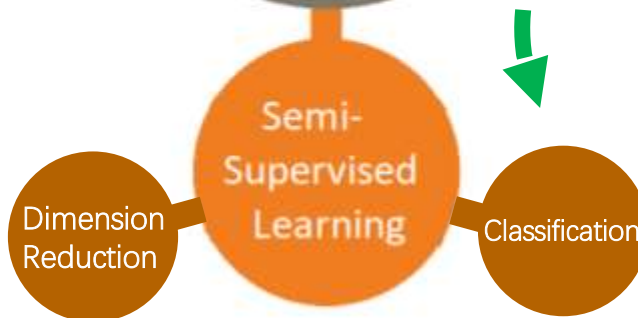 Semi-
Supervised
Learning
Dimension
Reduction
Classification